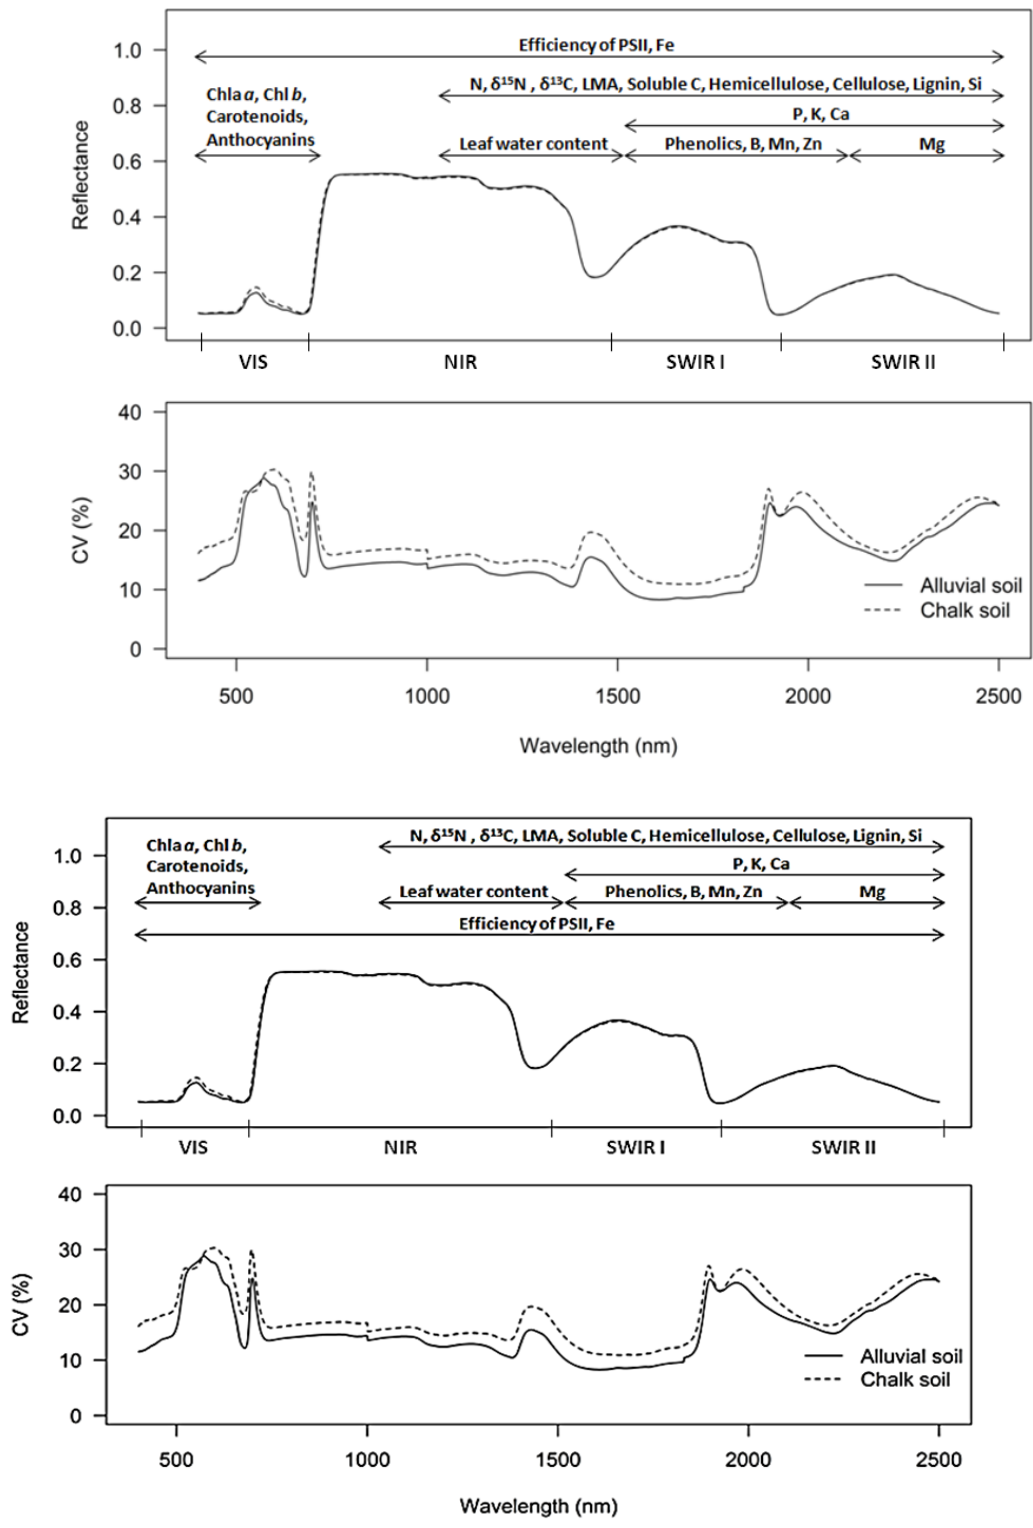 Efficiency of PSII, Fe
1.0
N, δ¹⁵N , δ¹³C, LMA, Soluble C, Hemicellulose, Cellulose, Lignin, Si
Chla a, Chl b,
Carotenoids,
Anthocyanins
0.8
P, K, Ca
Leaf water content
Phenolics, B, Mn, Zn
Mg
0.6
Reflectance
0.4
0.2
0.0
VIS
NIR
SWIR I
SWIR II
40
30
CV (%)
20
10
0
Alluvial soil
Chalk soil
500
1000
1500
2000
2500
Wavelength (nm)
N, δ¹⁵N , δ¹³C, LMA, Soluble C, Hemicellulose, Cellulose, Lignin, Si
Chla a, Chl b,
Carotenoids,
Anthocyanins
1.0
P, K, Ca
Leaf water content
Phenolics, B, Mn, Zn
Mg
0.8
Efficiency of PSII, Fe
0.6
Reflectance
0.4
0.2
0.0
VIS
NIR
SWIR I
SWIR II
40
30
CV (%)
20
10
0
Alluvial soil
Chalk soil
500
1000
1500
2000
2500
Wavelength (nm)